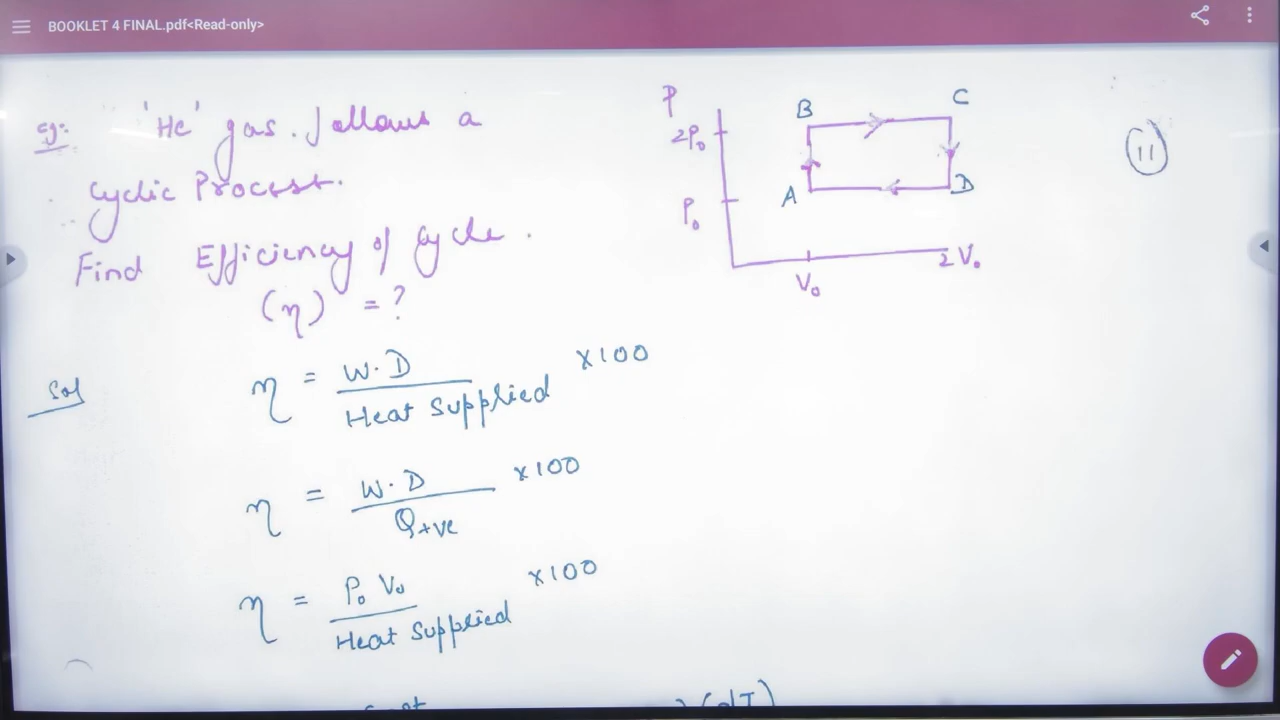 BOOKLET 4 FINAL.pdf<Read-only>
eg:- 'He' gas follows a
Cyclic Process.
Find Efficiency of Cycle.
(η) = ?
P
2P₀
P₀
B
C
A
D
V₀
2V₀
11
Sol
η = W.D / Heat Supplied ×100
η = W.D / Q+ve ×100
η = P₀ V₀ / Heat Supplied ×100
(dT)